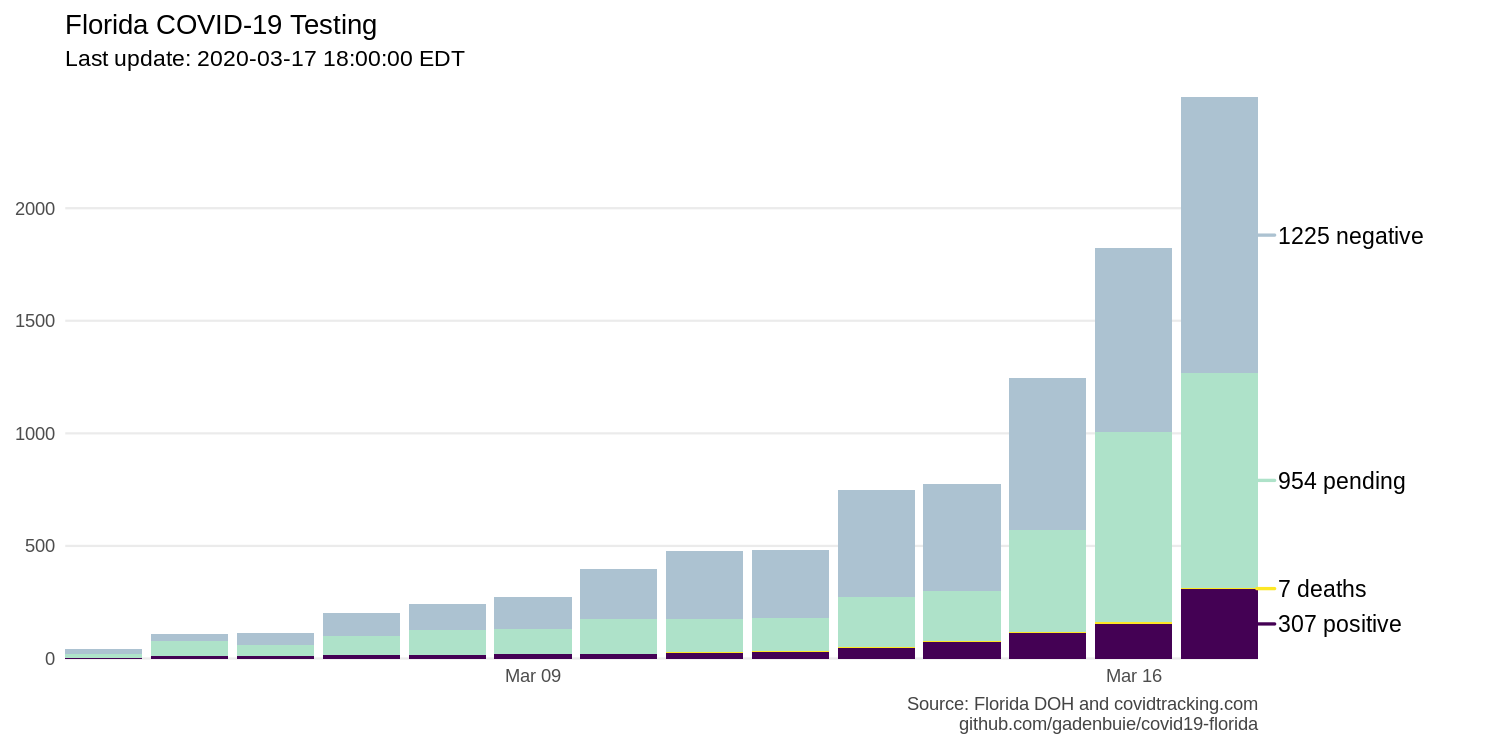 Florida COVID-19 Testing
Last update: 2020-03-17 18:00:00 EDT
2000
1500
1000
500
0
1225 negative
954 pending
7 deaths
307 positive
Mar 09
Mar 16
Source: Florida DOH and covidtracking.com
github.com/gadenbuie/covid19-florida